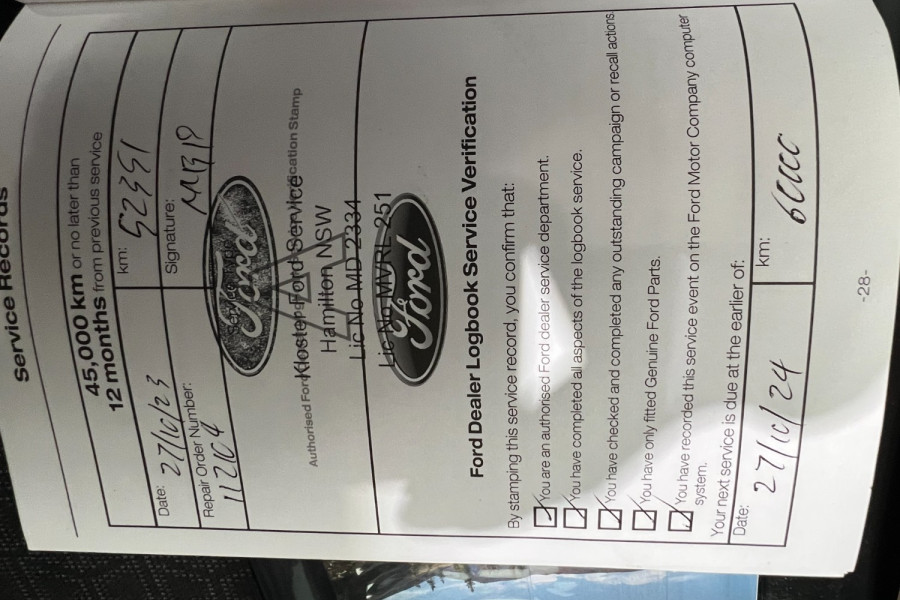 Service Records
45,000 km or no later than
12 months from previous service
Date: 27/10/23
km: 52351
Repair Order Number: 112104
Signature:
Ford
Authorised Ford
cation Stamp
Kloster Ford Service
Hamilton NSW
Lic No MD 2334
Lic No MVRL 251
Ford
Ford Dealer Logbook Service Verification
By stamping this service record, you confirm that:
You are an authorised Ford dealer service department.
You have completed all aspects of the logbook service.
You have checked and completed any outstanding campaign or recall actions
You have only fitted Genuine Ford Parts.
You have recorded this service event on the Ford Motor Company computer
system.
Your next service is due at the earlier of:
Date: 27/10/24
km: 60000
-28-